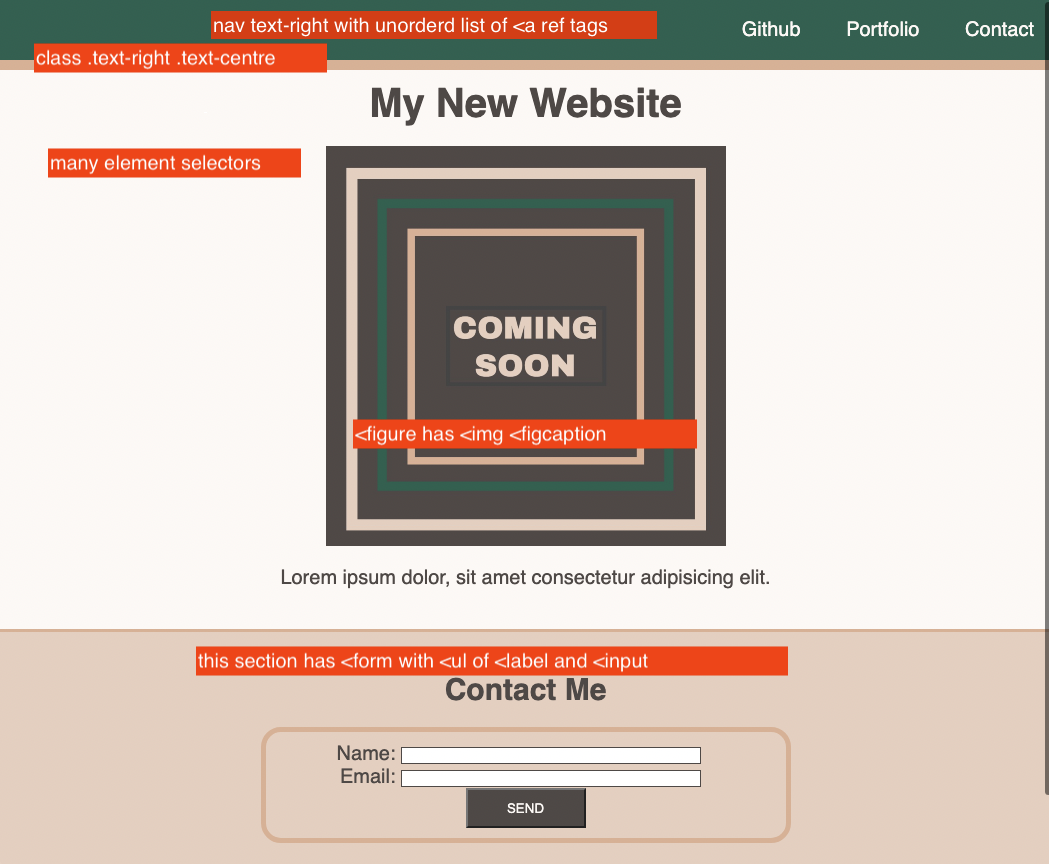 nav text-right with unorderd list of <a ref tags
Github Portfolio Contact
class .text-right .text-centre
My New Website
many element selectors
COMING
SOON
<figure has <img <figcaption
Lorem ipsum dolor, sit amet consectetur adipisicing elit.
this section has <form with <ul of <label and <input
Contact Me
Name:
Email:
SEND